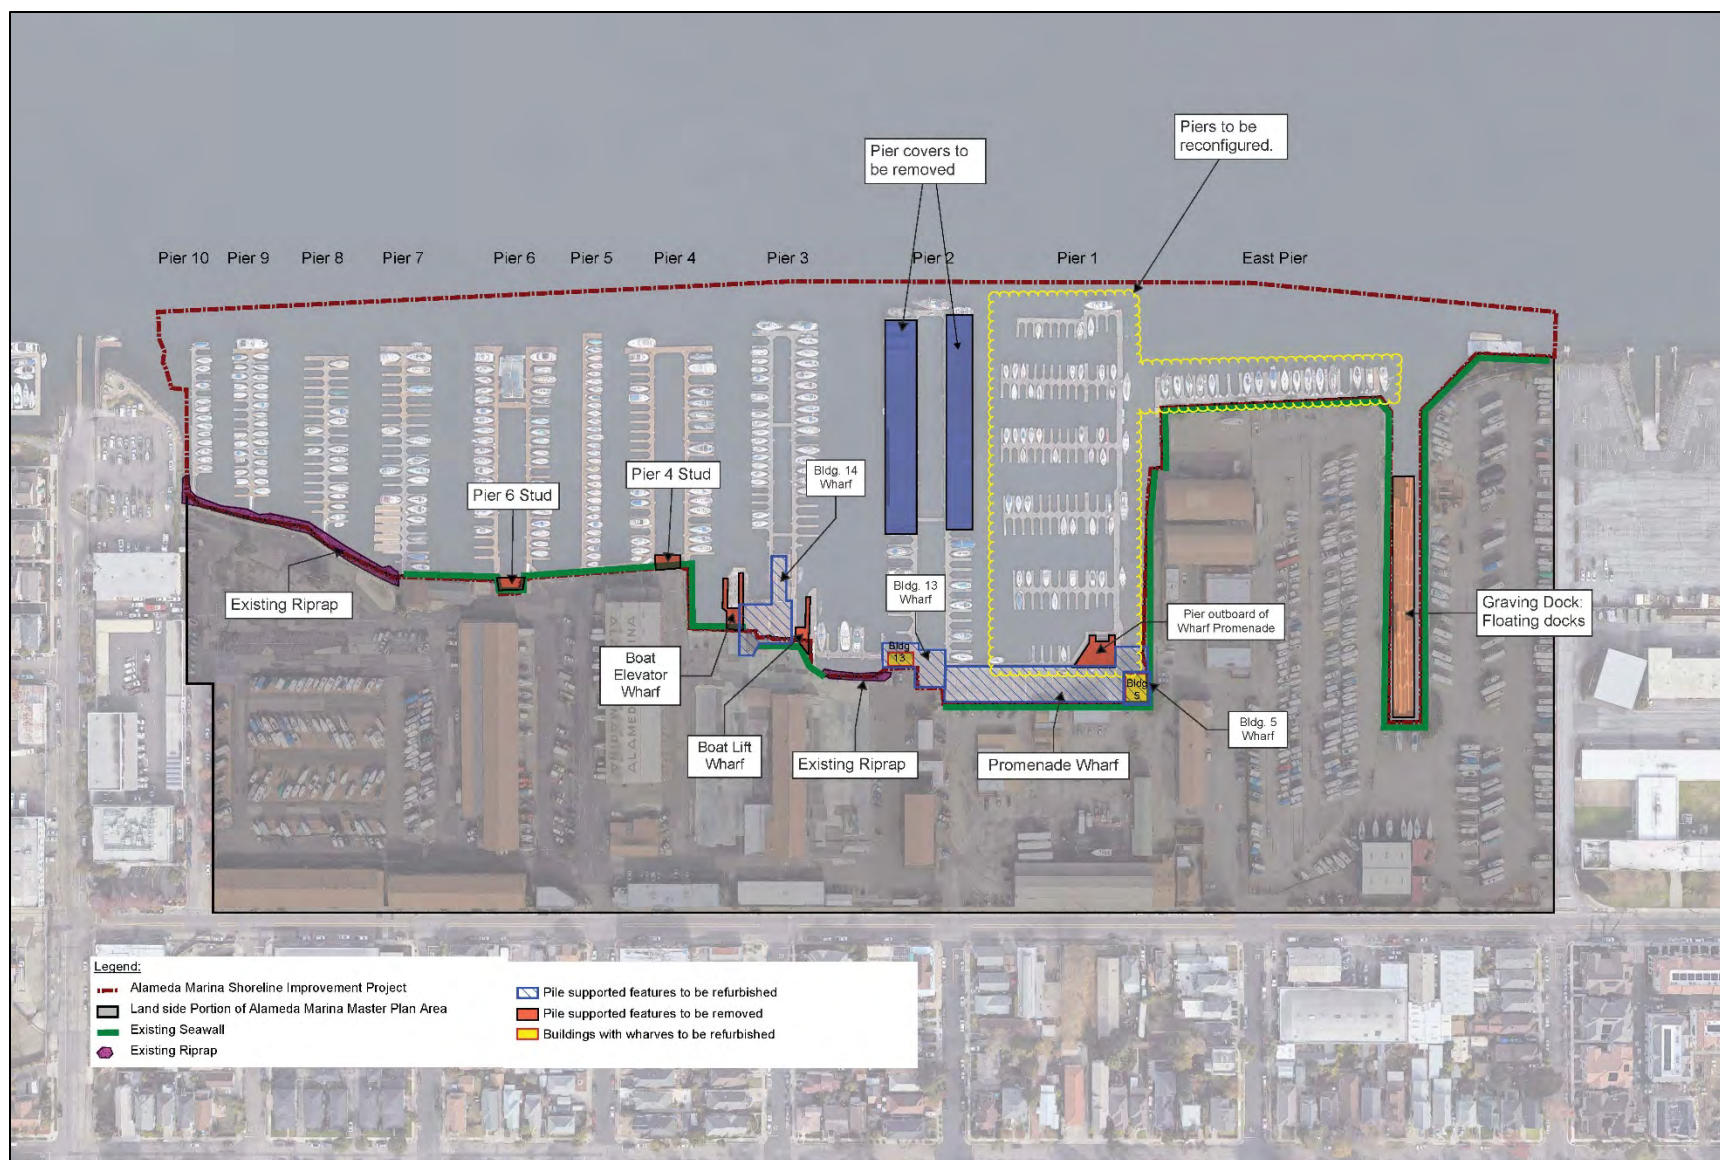 Piers to be
reconfigured.
Pier covers to
be removed
Pier 10
Pier 9
Pier 8
Pier 7
Pier 6
Pier 5
Pier 4
Pier 3
Pier 2
Pier 1
East Pier
Pier 6 Stud
Pier 4 Stud
Bldg. 14
Wharf
Bldg. 13
Wharf
Existing Riprap
Graving Dock:
Floating docks
Pier outboard of
Wharf Promenade
Boat
Elevator
Wharf
Bldg
13
Bldg
5
Boat Lift
Wharf
Existing Riprap
Promenade Wharf
Bldg. 5
Wharf
ALAMEDA
MARINA
Legend:
Alameda Marina Shoreline Improvement Project
Land side Portion of Alameda Marina Master Plan Area
Existing Seawall
Existing Riprap
Pile supported features to be refurbished
Pile supported features to be removed
Buildings with wharves to be refurbished